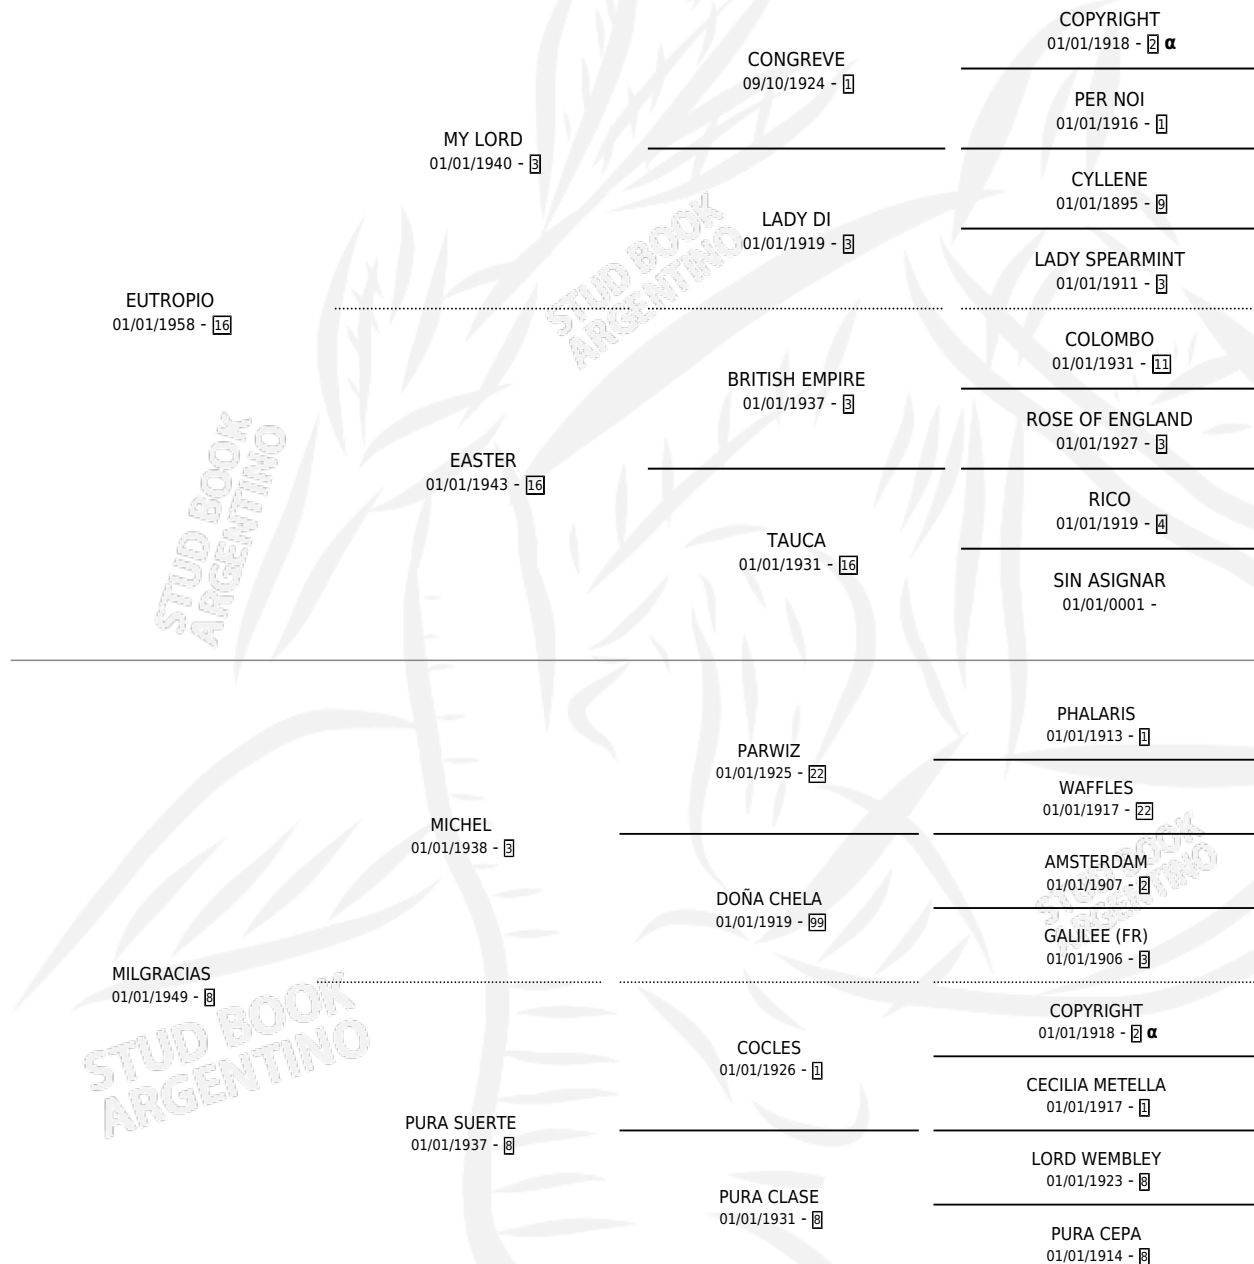 COPYRIGHT
01/01/1918 - 2 α
CONGREVE
09/10/1924 - 1
PER NOI
01/01/1916 - 1
MY LORD
01/01/1940 - 3
CYLLENE
01/01/1895 - 9
LADY DI
01/01/1919 - 3
LADY SPEARMINT
01/01/1911 - 3
EUTROPIO
01/01/1958 - 16
COLOMBO
01/01/1931 - 11
BRITISH EMPIRE
01/01/1937 - 3
ROSE OF ENGLAND
01/01/1927 - 3
EASTER
01/01/1943 - 16
RICO
01/01/1919 - 4
TAUCA
01/01/1931 - 16
SIN ASIGNAR
01/01/0001 -
STUD BOOK
ARGENTINO
STUD BOOK
ARGENTINO
PHALARIS
01/01/1913 - 1
PARWIZ
01/01/1925 - 22
WAFFLES
01/01/1917 - 22
MICHEL
01/01/1938 - 3
AMSTERDAM
01/01/1907 - 2
DOÑA CHELA
01/01/1919 - 99
GALILEE (FR)
01/01/1906 - 3
MILGRACIAS
01/01/1949 - 8
COPYRIGHT
01/01/1918 - 2 α
COCLES
01/01/1926 - 1
CECILIA METELLA
01/01/1917 - 1
PURA SUERTE
01/01/1937 - 8
LORD WEMBLEY
01/01/1923 - 8
PURA CLASE
01/01/1931 - 8
PURA CEPA
01/01/1914 - 8
STUD BOOK
ARGENTINO
STUD BOOK
ARGENTINO